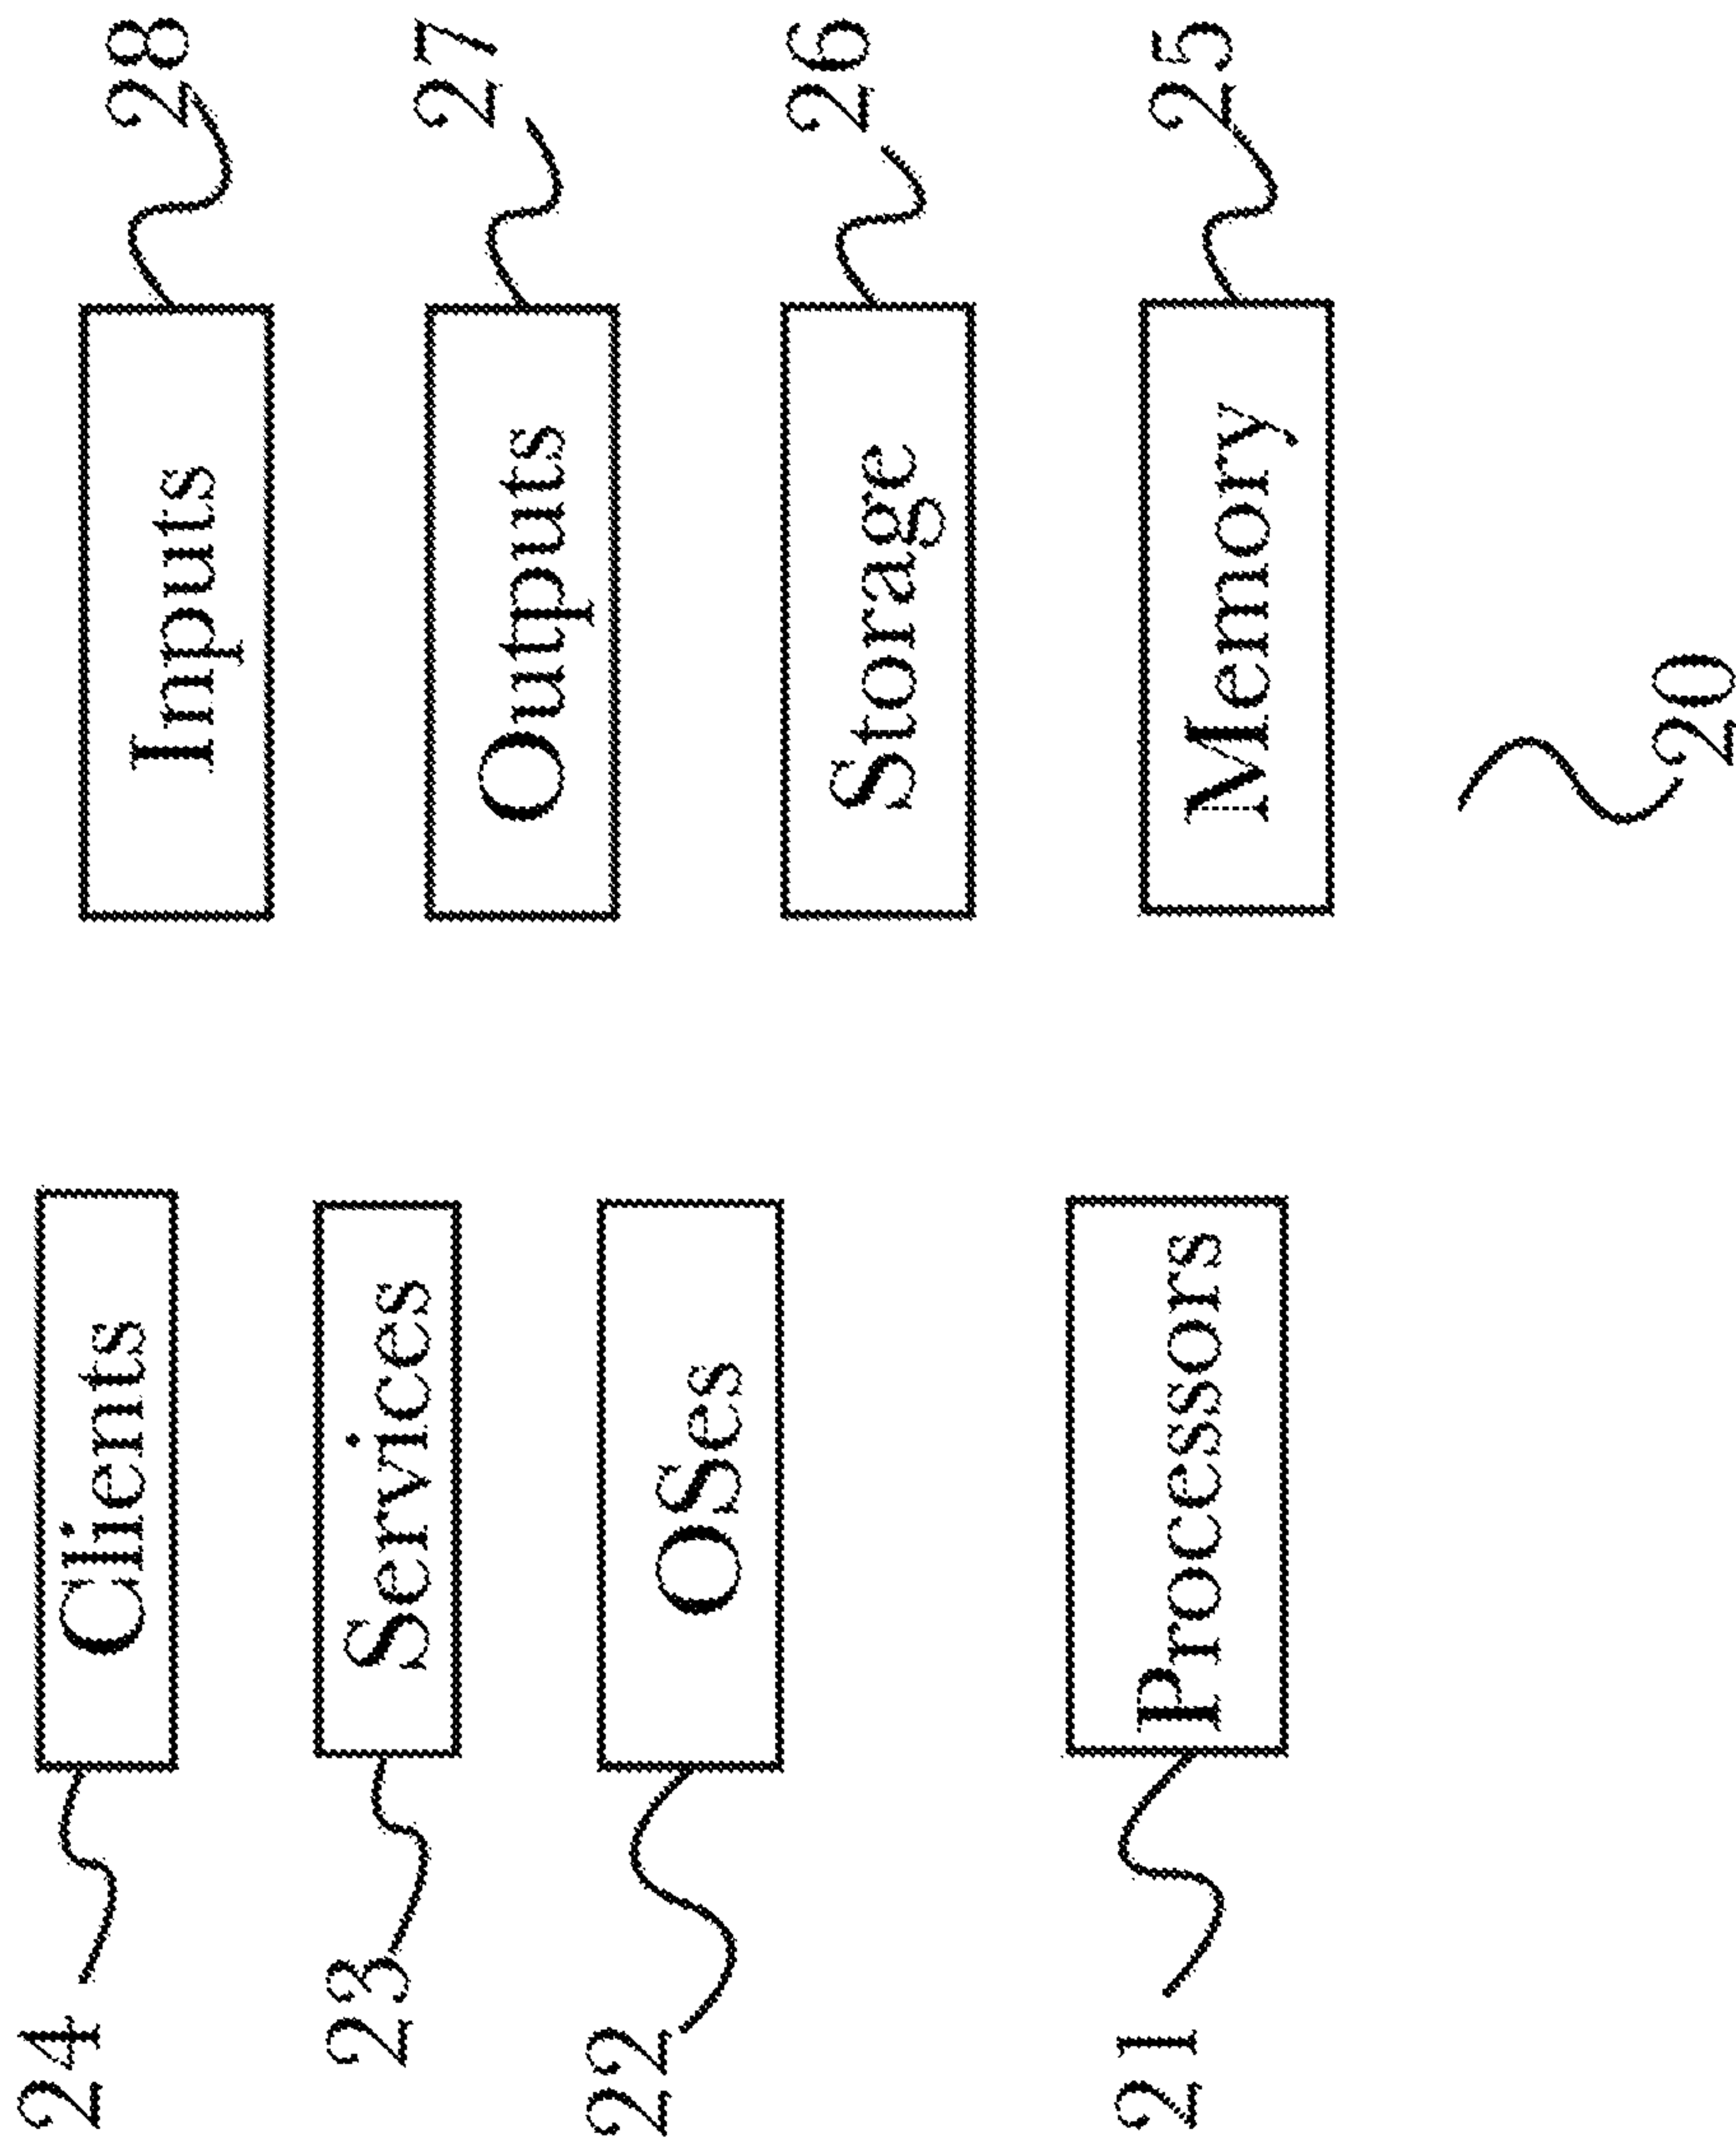 24
Clients
Inputs
28
23
Services
Outputs
27
22
OSes
Storage
26
21
Processors
Memory
25
20